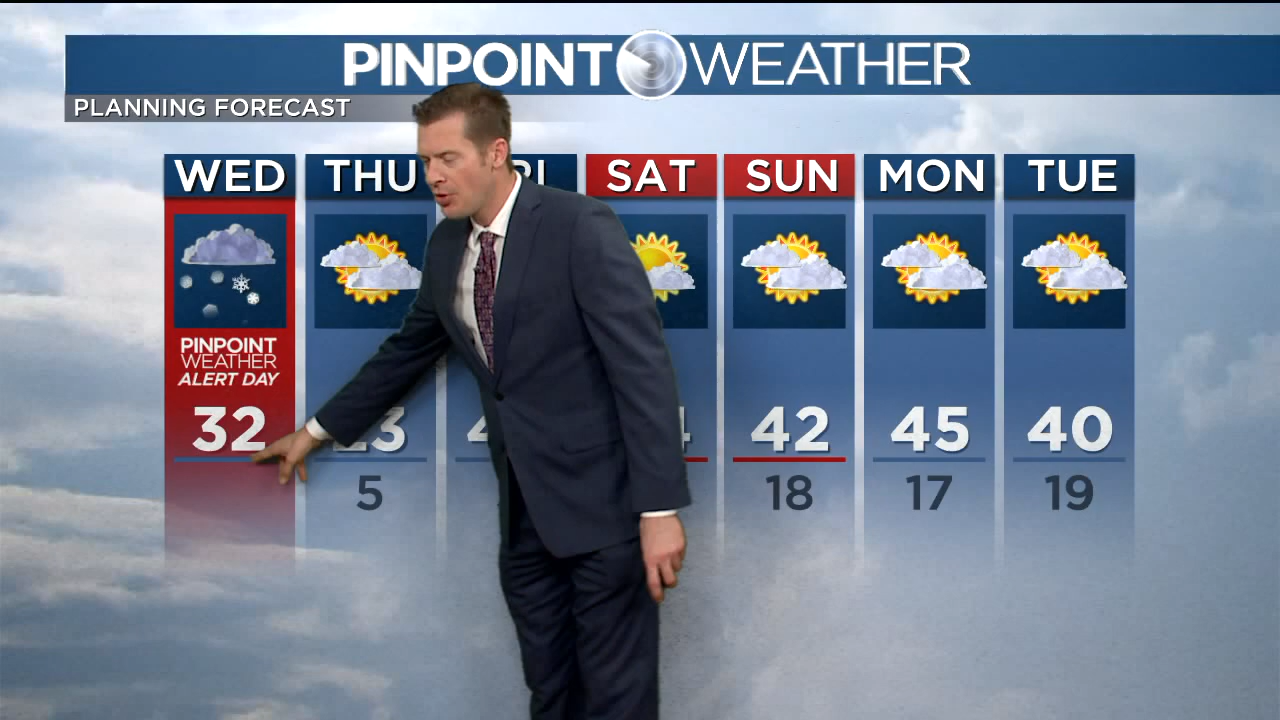 PINPOINT WEATHER
PLANNING FORECAST
WED THU SAT SUN MON TUE
PINPOINT
WEATHER
ALERT DAY
32 23 42 45 40
5 18 17 19